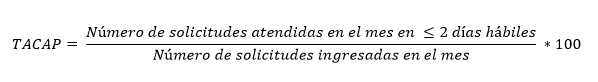 Número de solicitudes atendidas en el mes en ≤ 2 días hábiles
TACAP = * 100
Número de solicitudes ingresadas en el mes